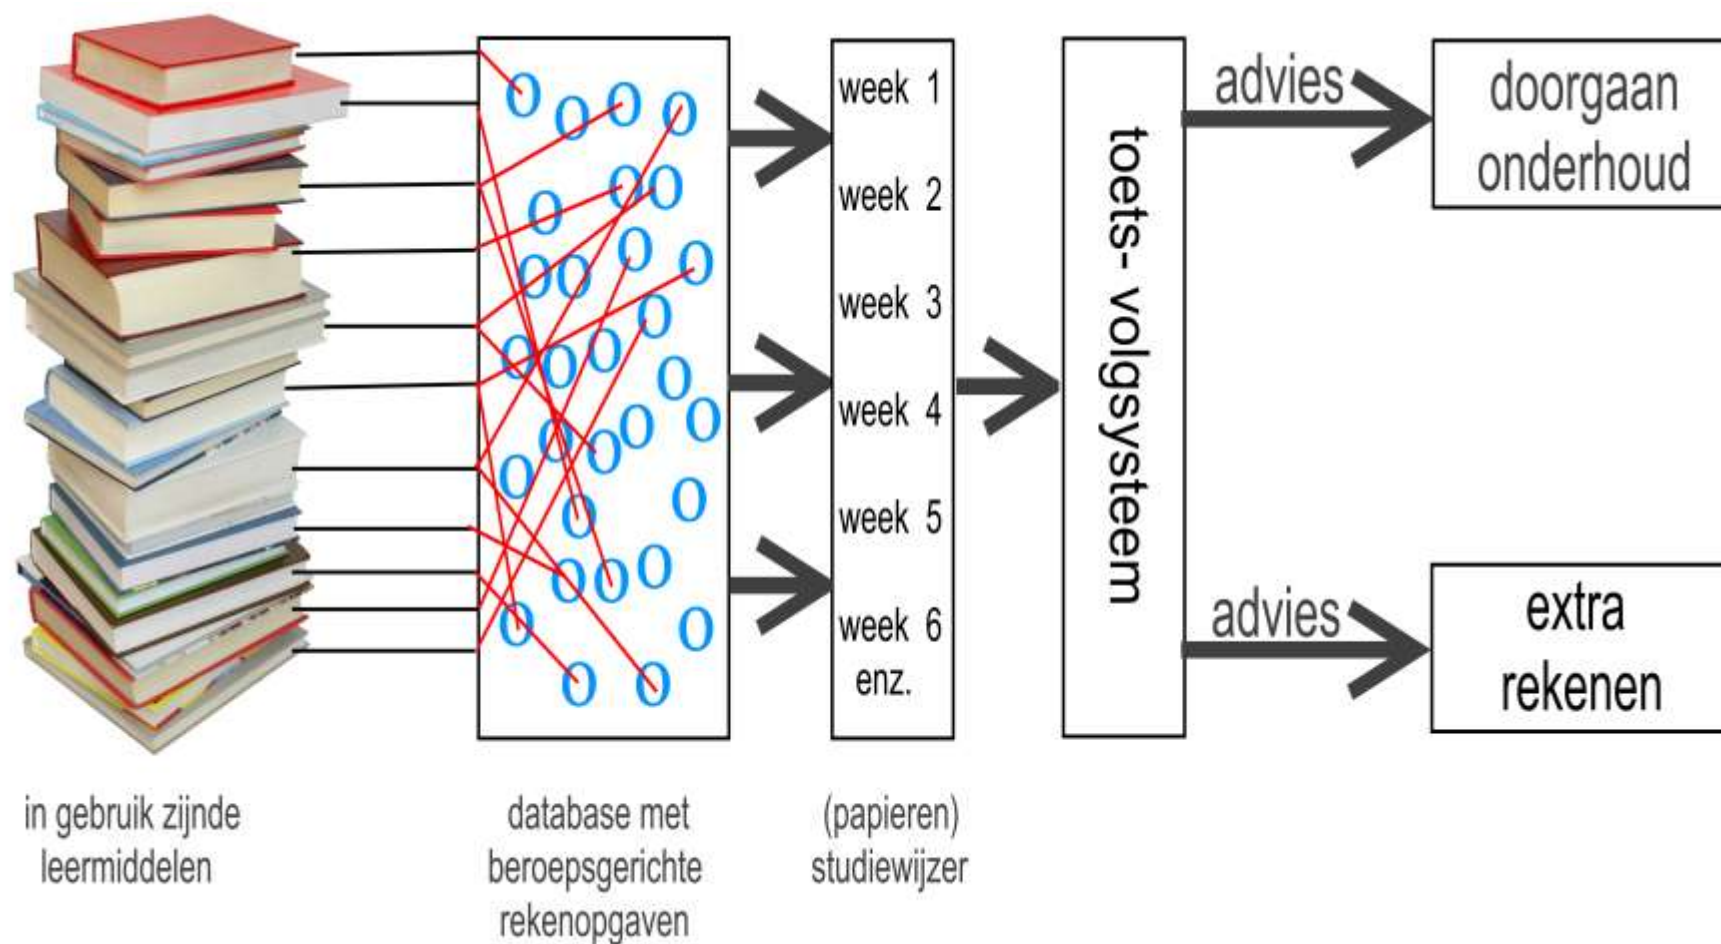 week 1
week 2
week 3
week 4
week 5
week 6
enz.
toets- volgsysteem
advies
doorgaan
onderhoud
advies
extra
rekenen
in gebruik zijnde
leermiddelen
database met
beroepsgerichte
rekenopgaven
(papieren)
studiewijzer